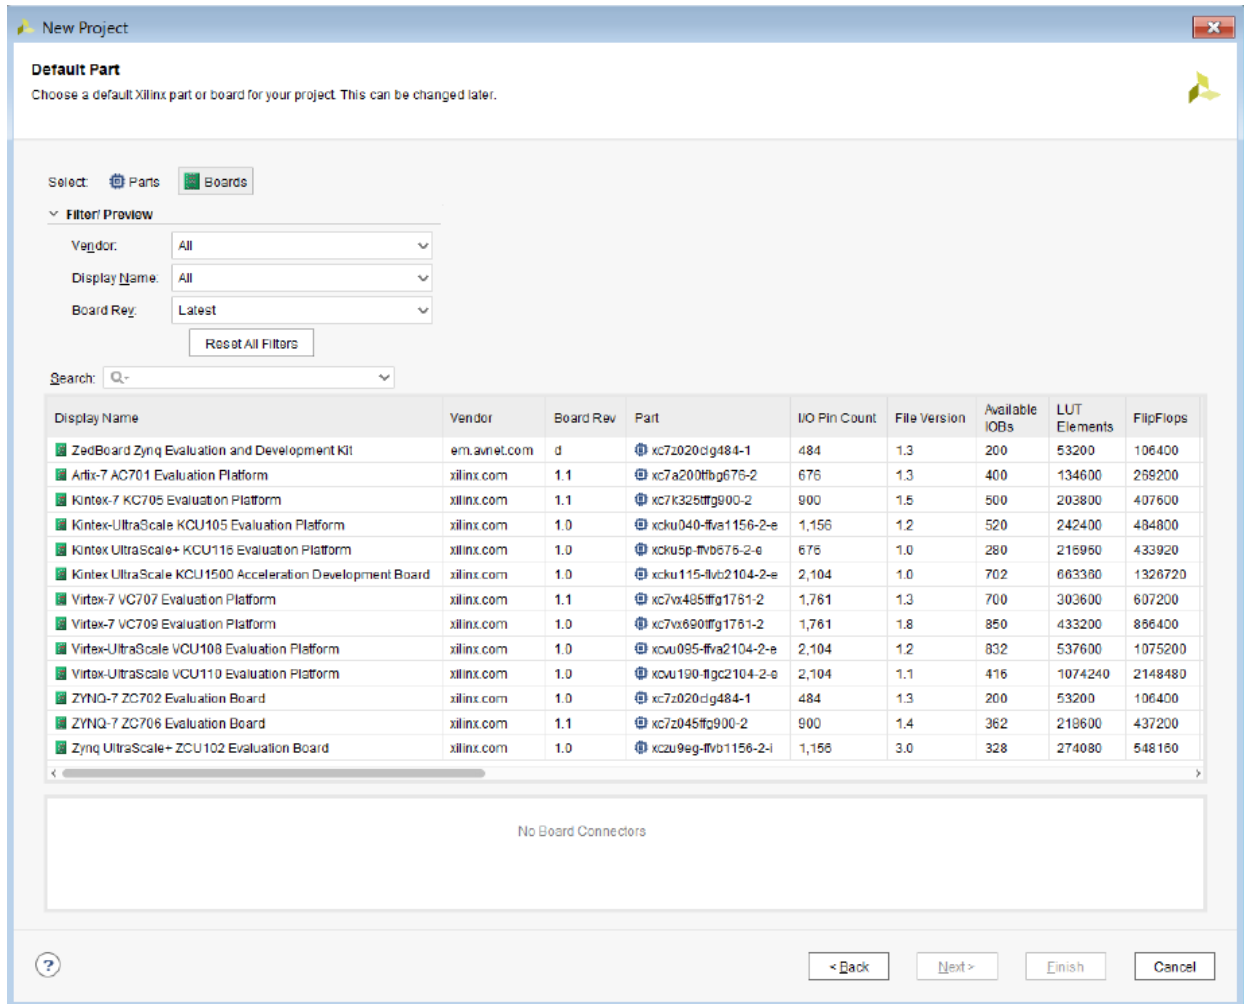 New Project
Default Part
Choose a default Xilinx part or board for your project. This can be changed later.
Select: Parts Boards
Filter/ Preview
Vendor: All
Display Name: All
Board Rev: Latest
Reset All Filters
Search:
Display Name Vendor Board Rev Part I/O Pin Count File Version Available IOBs LUT Elements FlipFlops
ZedBoard Zynq Evaluation and Development Kit em.avnet.com d xc7z020clg484-1 484 1.3 200 53200 106400
Artix-7 AC701 Evaluation Platform xilinx.com 1.1 xc7a200tfbg676-2 676 1.3 400 134600 269200
Kintex-7 KC705 Evaluation Platform xilinx.com 1.1 xc7k325tffg900-2 900 1.5 500 203800 407600
Kintex-UltraScale KCU105 Evaluation Platform xilinx.com 1.0 xcku040-ffva1156-2-e 1,156 1.2 520 242400 484800
Kintex UltraScale+ KCU116 Evaluation Platform xilinx.com 1.0 xcku5p-ffvb676-2-e 676 1.0 280 216960 433920
Kintex UltraScale KCU1500 Acceleration Development Board xilinx.com 1.0 xcku115-flvb2104-2-e 2,104 1.0 702 663360 1326720
Virtex-7 VC707 Evaluation Platform xilinx.com 1.1 xc7vx485tffg1761-2 1,761 1.3 700 303600 607200
Virtex-7 VC709 Evaluation Platform xilinx.com 1.0 xc7vx690tffg1761-2 1,761 1.8 850 433200 866400
Virtex-UltraScale VCU108 Evaluation Platform xilinx.com 1.0 xcvu095-ffva2104-2-e 2,104 1.2 832 537600 1075200
Virtex-UltraScale VCU110 Evaluation Platform xilinx.com 1.0 xcvu190-flgc2104-2-e 2,104 1.1 416 1074240 2148480
ZYNQ-7 ZC702 Evaluation Board xilinx.com 1.0 xc7z020clg484-1 484 1.3 200 53200 106400
ZYNQ-7 ZC706 Evaluation Board xilinx.com 1.1 xc7z045ffg900-2 900 1.4 362 218600 437200
Zynq UltraScale+ ZCU102 Evaluation Board xilinx.com 1.0 xczu9eg-ffvb1156-2-i 1,156 3.0 328 274080 548160
No Board Connectors
? < Back Next > Finish Cancel